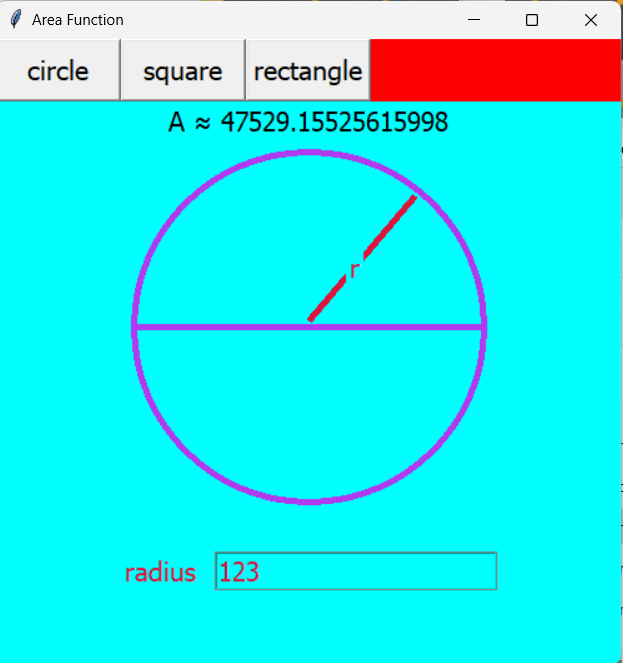 Area Function
circle square rectangle
A ≈ 47529.15525615998
r
radius 123